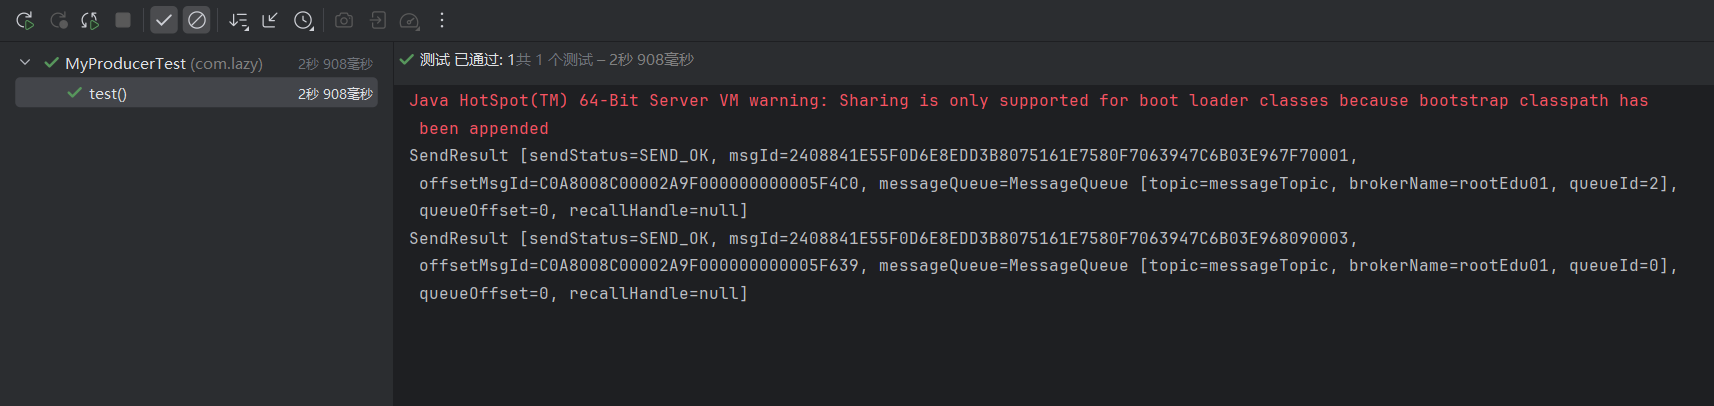 MyProducerTest (com.lazy) 2秒 908毫秒
test() 2秒 908毫秒
测试 已通过: 1共 1 个测试 – 2秒 908毫秒
Java HotSpot(TM) 64-Bit Server VM warning: Sharing is only supported for boot loader classes because bootstrap classpath has
been appended
SendResult [sendStatus=SEND_OK, msgId=2408841E55F0D6E8EDD3B8075161E7580F7063947C6B03E967F70001,
offsetMsgId=C0A8008C00002A9F000000000005F4C0, messageQueue=MessageQueue [topic=messageTopic, brokerName=rootEdu01, queueId=2],
queueOffset=0, recallHandle=null]
SendResult [sendStatus=SEND_OK, msgId=2408841E55F0D6E8EDD3B8075161E7580F7063947C6B03E968090003,
offsetMsgId=C0A8008C00002A9F000000000005F639, messageQueue=MessageQueue [topic=messageTopic, brokerName=rootEdu01, queueId=0],
queueOffset=0, recallHandle=null]